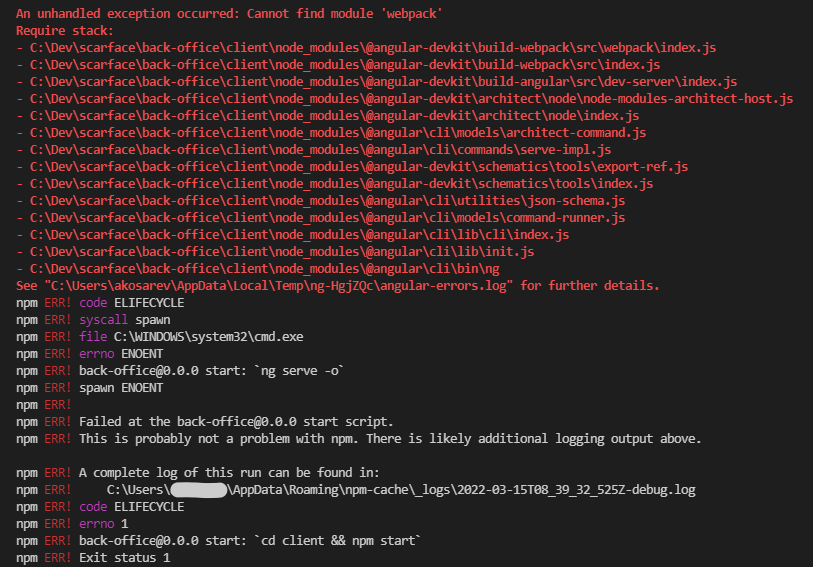 An unhandled exception occurred: Cannot find module 'webpack'
Require stack:
- C:\Dev\scarface\back-office\client\node_modules\@angular-devkit\build-webpack\src\webpack\index.js
- C:\Dev\scarface\back-office\client\node_modules\@angular-devkit\build-webpack\src\index.js
- C:\Dev\scarface\back-office\client\node_modules\@angular-devkit\build-angular\src\dev-server\index.js
- C:\Dev\scarface\back-office\client\node_modules\@angular-devkit\architect\node\node-modules-architect-host.js
- C:\Dev\scarface\back-office\client\node_modules\@angular-devkit\architect\node\index.js
- C:\Dev\scarface\back-office\client\node_modules\@angular\cli\models\architect-command.js
- C:\Dev\scarface\back-office\client\node_modules\@angular\cli\commands\serve-impl.js
- C:\Dev\scarface\back-office\client\node_modules\@angular-devkit\schematics\tools\export-ref.js
- C:\Dev\scarface\back-office\client\node_modules\@angular-devkit\schematics\tools\index.js
- C:\Dev\scarface\back-office\client\node_modules\@angular\cli\utilities\json-schema.js
- C:\Dev\scarface\back-office\client\node_modules\@angular\cli\models\command-runner.js
- C:\Dev\scarface\back-office\client\node_modules\@angular\cli\lib\cli\index.js
- C:\Dev\scarface\back-office\client\node_modules\@angular\cli\lib\init.js
- C:\Dev\scarface\back-office\client\node_modules\@angular\cli\bin\ng
See "C:\Users\akosarev\AppData\Local\Temp\ng-HgjZQc\angular-errors.log" for further details.
npm ERR! code ELIFECYCLE
npm ERR! syscall spawn
npm ERR! file C:\WINDOWS\system32\cmd.exe
npm ERR! errno ENOENT
npm ERR! back-office@0.0.0 start: `ng serve -o`
npm ERR! spawn ENOENT
npm ERR!
npm ERR! Failed at the back-office@0.0.0 start script.
npm ERR! This is probably not a problem with npm. There is likely additional logging output above.
npm ERR! A complete log of this run can be found in:
npm ERR!     C:\Users\\AppData\Roaming\npm-cache\_logs\2022-03-15T08_39_32_525Z-debug.log
npm ERR! code ELIFECYCLE
npm ERR! errno 1
npm ERR! back-office@0.0.0 start: `cd client && npm start`
npm ERR! Exit status 1